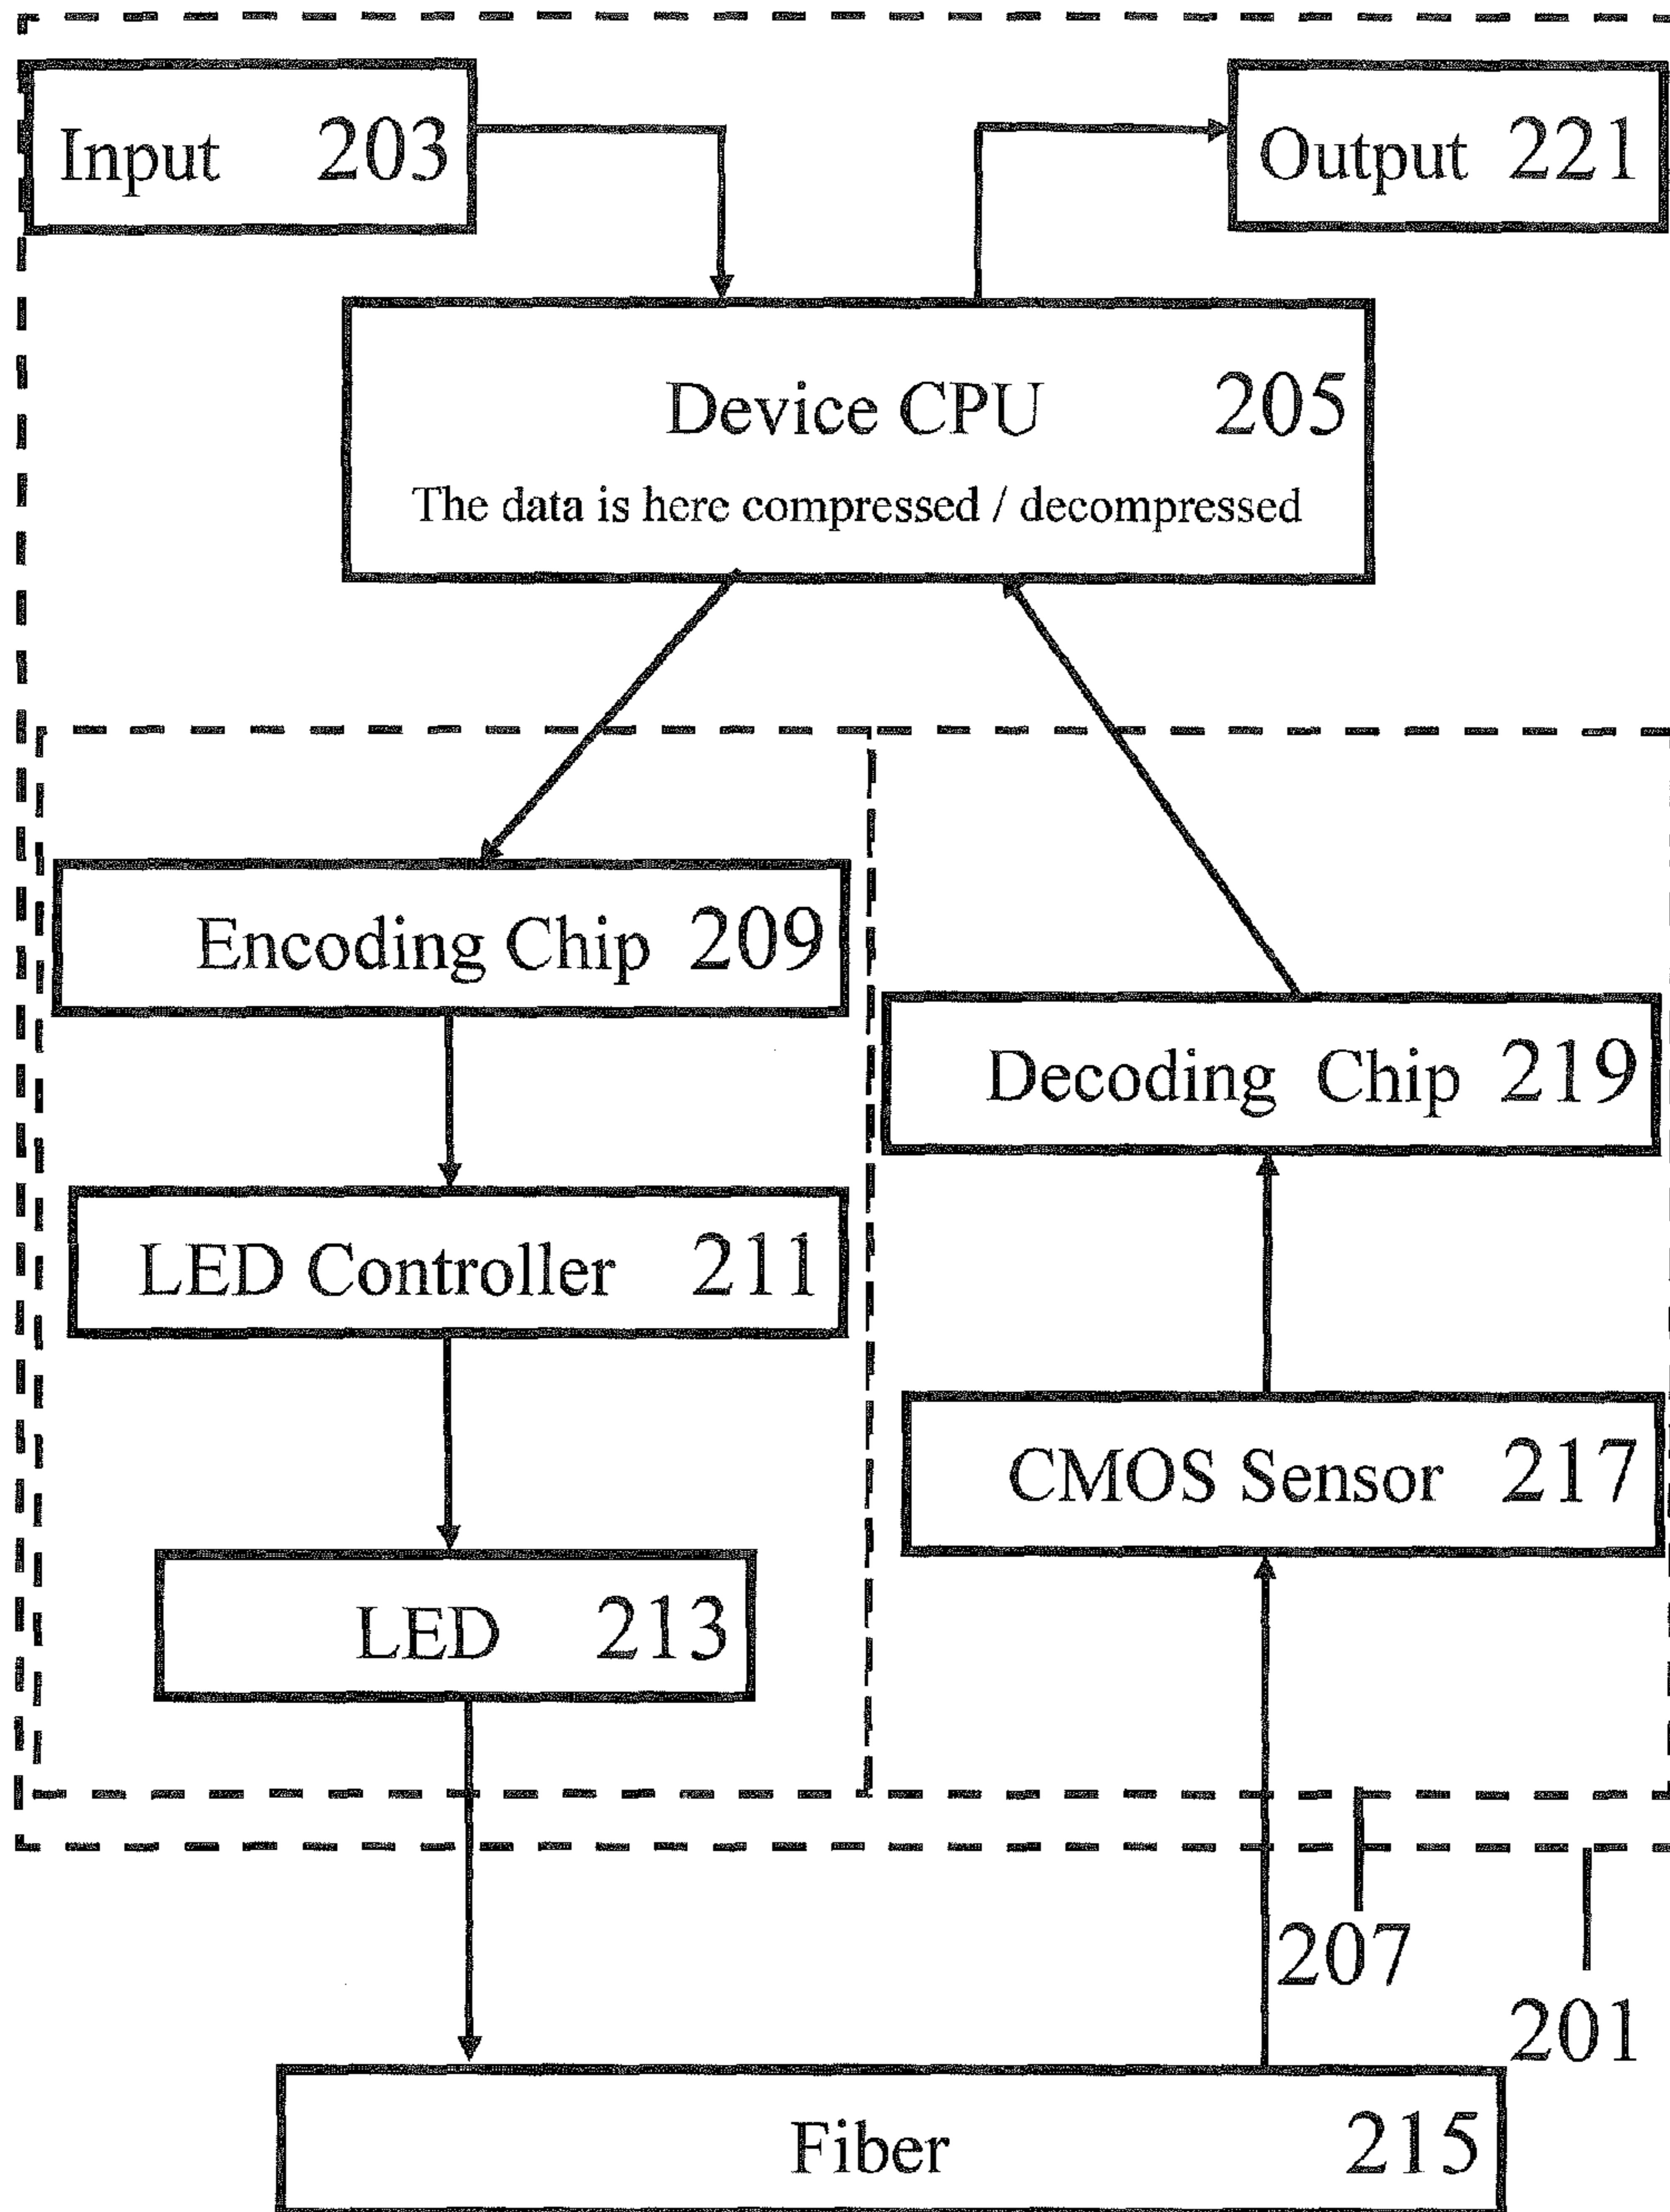 Input 203
Output 221
Device CPU 205
The data is here compressed / decompressed
Encoding Chip 209
Decoding Chip 219
LED Controller 211
CMOS Sensor 217
LED 213
207
201
Fiber 215